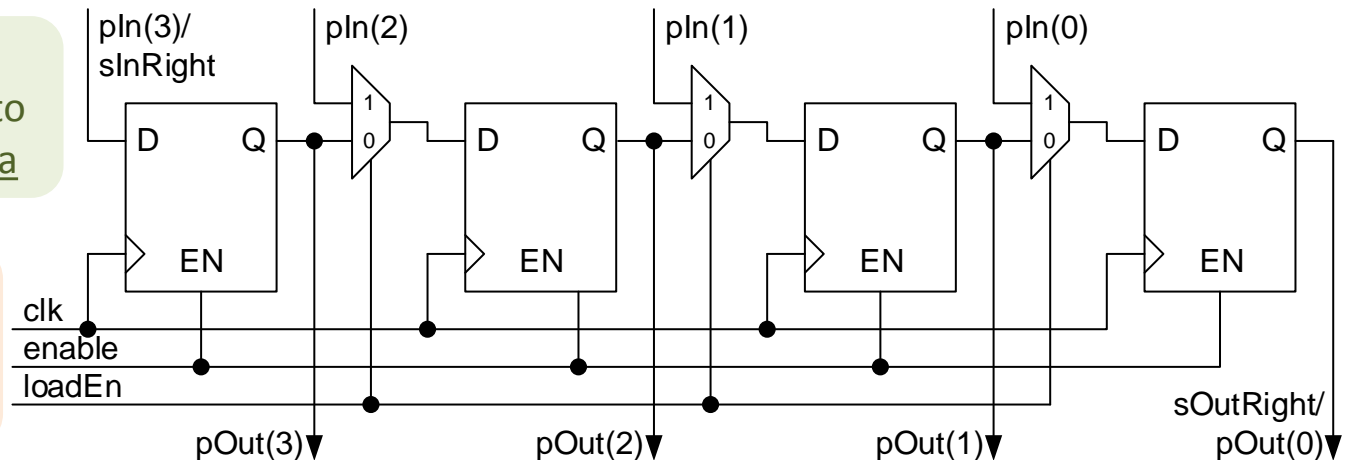 pIn(3)/
sInRight
pIn(2)
pIn(1)
pIn(0)
to
a
1
0
1
0
1
0
D Q
EN
D Q
EN
D Q
EN
D Q
EN
clk
enable
loadEn
pOut(3)
pOut(2)
pOut(1)
sOutRight/
pOut(0)